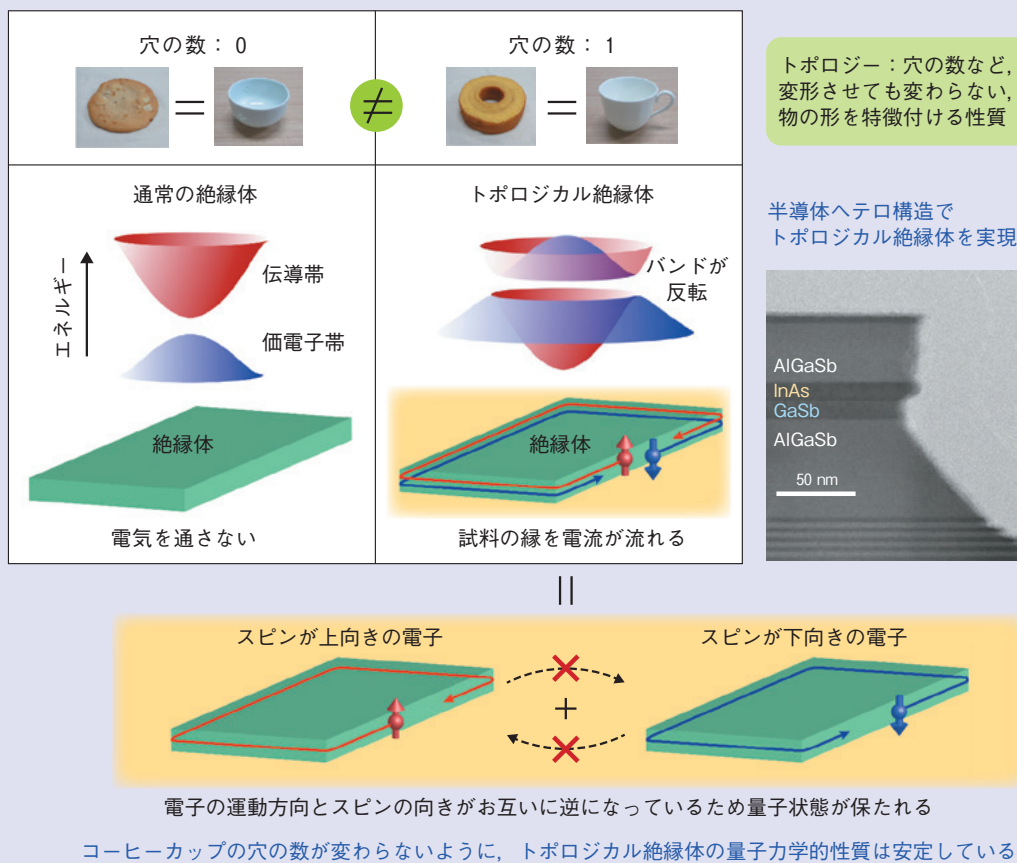 穴の数： 0
穴の数： 1
＝
≠
＝
トポロジー：穴の数など，
変形させても変わらない，
物の形を特徴付ける性質
通常の絶縁体
エネルギー
伝導帯
価電子帯
絶縁体
電気を通さない
トポロジカル絶縁体
バンドが
反転
絶縁体
試料の縁を電流が流れる
半導体ヘテロ構造で
トポロジカル絶縁体を実現
AlGaSb
InAs
GaSb
AlGaSb
50 nm
＝
スピンが上向きの電子
＋
スピンが下向きの電子
電子の運動方向とスピンの向きがお互いに逆になっているため量子状態が保たれる
コーヒーカップの穴の数が変わらないように，トポロジカル絶縁体の量子力学的性質は安定している